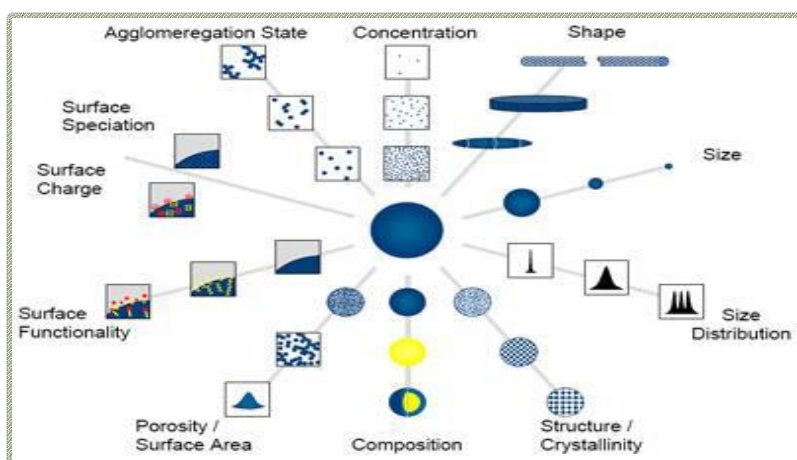 Agglomeregation State
Concentration
Shape
Surface
Speciation
Surface
Charge
Size
Surface
Functionality
Size
Distribution
Porosity /
Surface Area
Composition
Structure /
Crystallinity